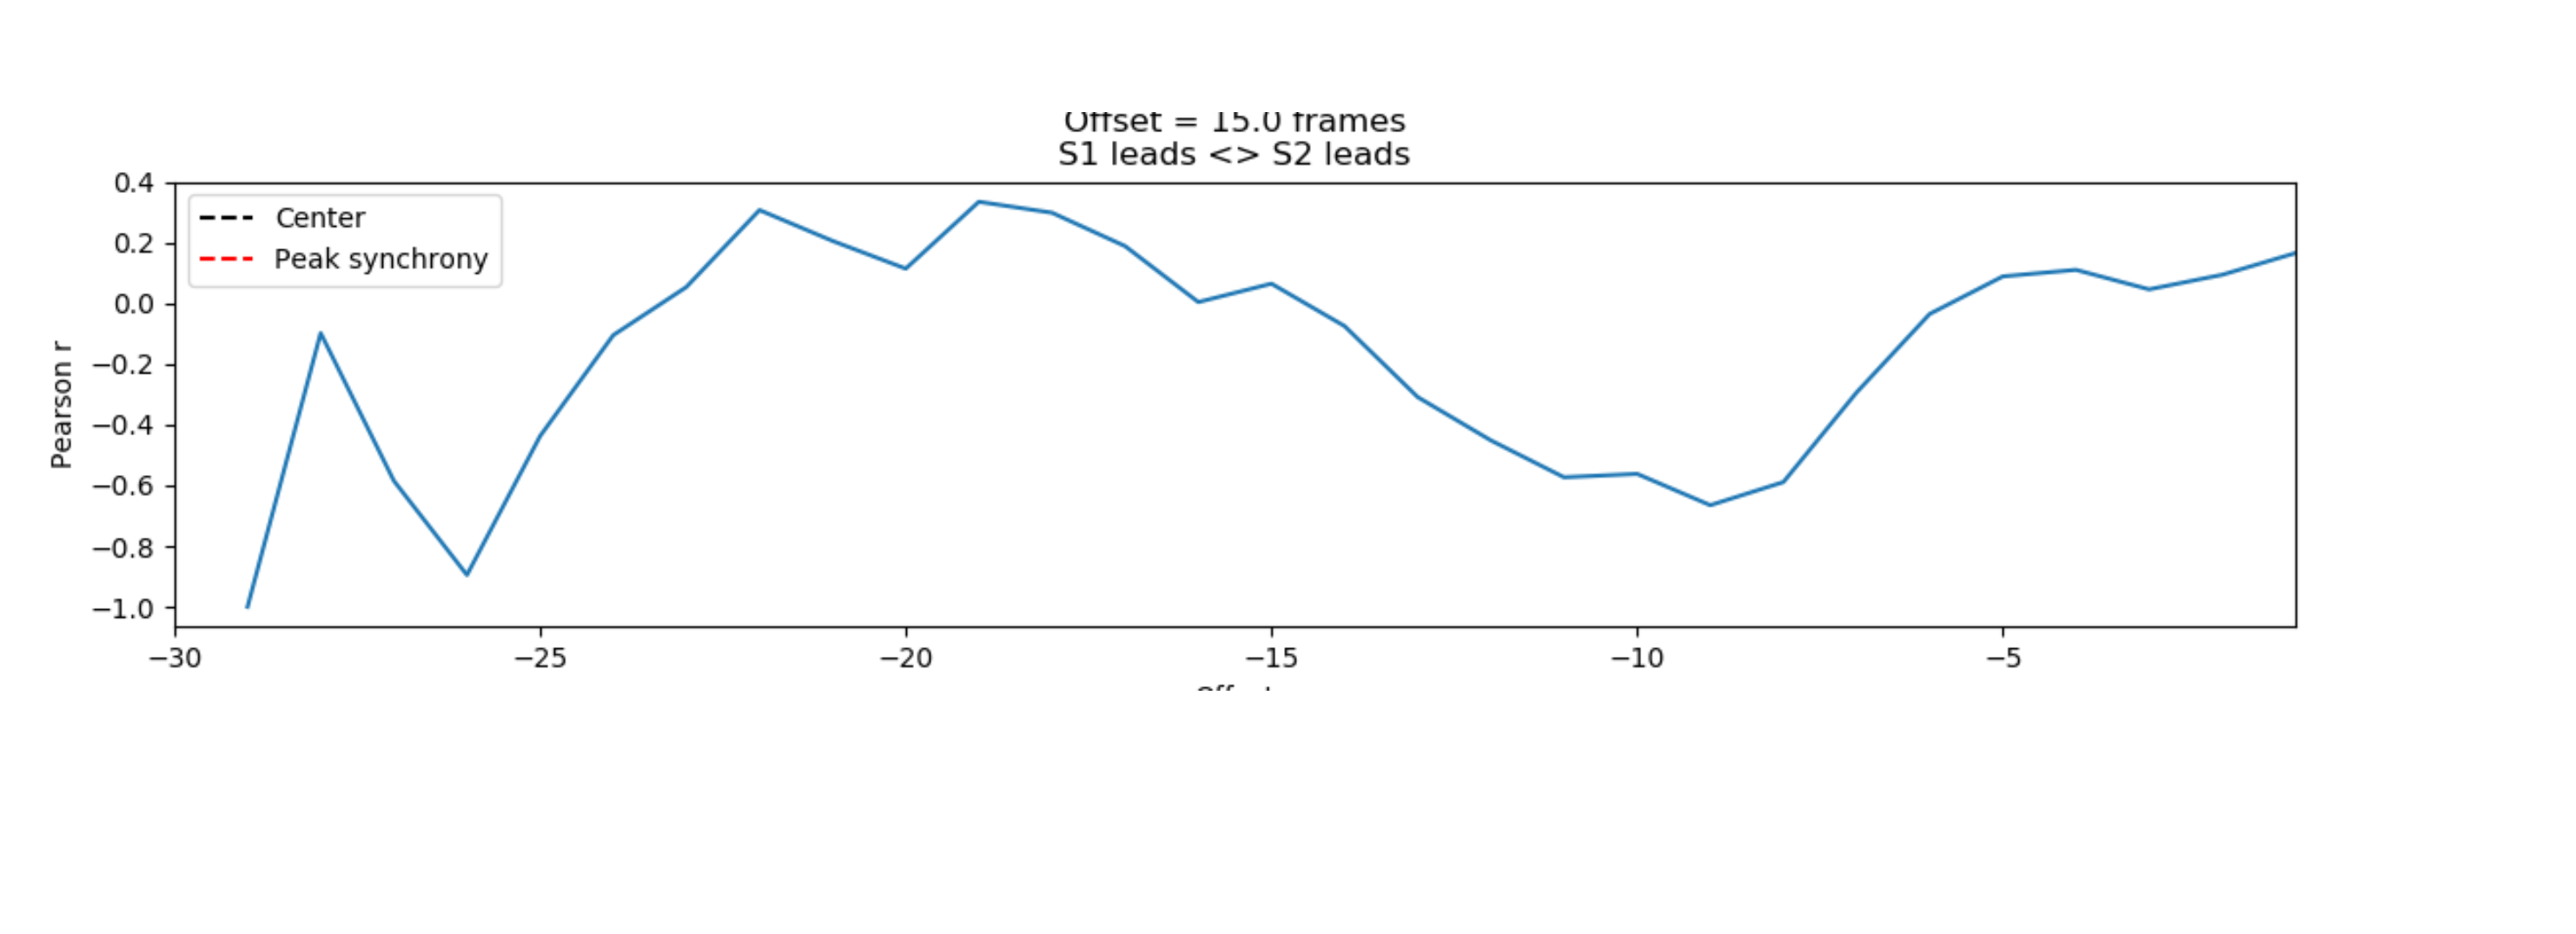 Offset = 15.0 frames
S1 leads <> S2 leads
0.4
0.2
0.0
−0.2
−0.4
−0.6
−0.8
−1.0
Pearson r
Center
Peak synchrony
−30 −25 −20 −15 −10 −5